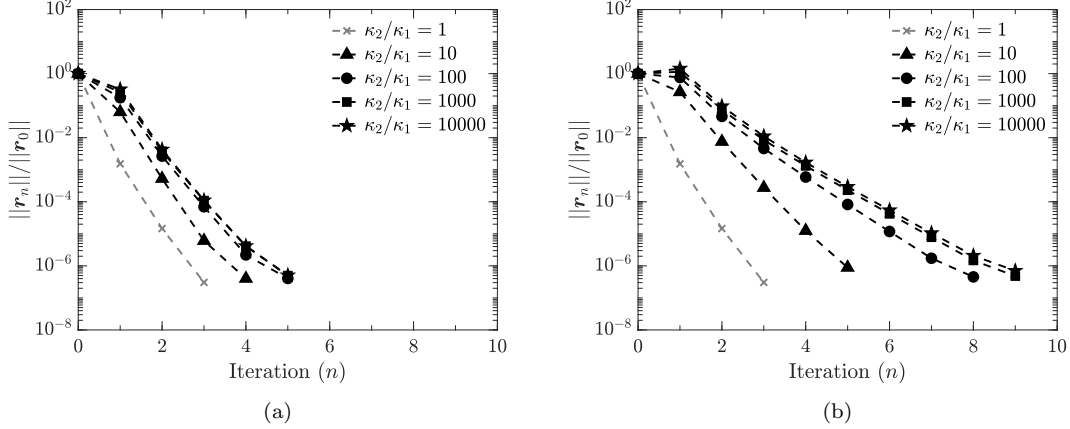 ||r_n||/||r_0||
10^2
10^0
10^-2
10^-4
10^-6
10^-8
κ_2/κ_1 = 1
κ_2/κ_1 = 10
κ_2/κ_1 = 100
κ_2/κ_1 = 1000
κ_2/κ_1 = 10000
0 2 4 6 8 10
Iteration (n)
(a)
||r_n||/||r_0||
10^2
10^0
10^-2
10^-4
10^-6
10^-8
κ_2/κ_1 = 1
κ_2/κ_1 = 10
κ_2/κ_1 = 100
κ_2/κ_1 = 1000
κ_2/κ_1 = 10000
0 2 4 6 8 10
Iteration (n)
(b)